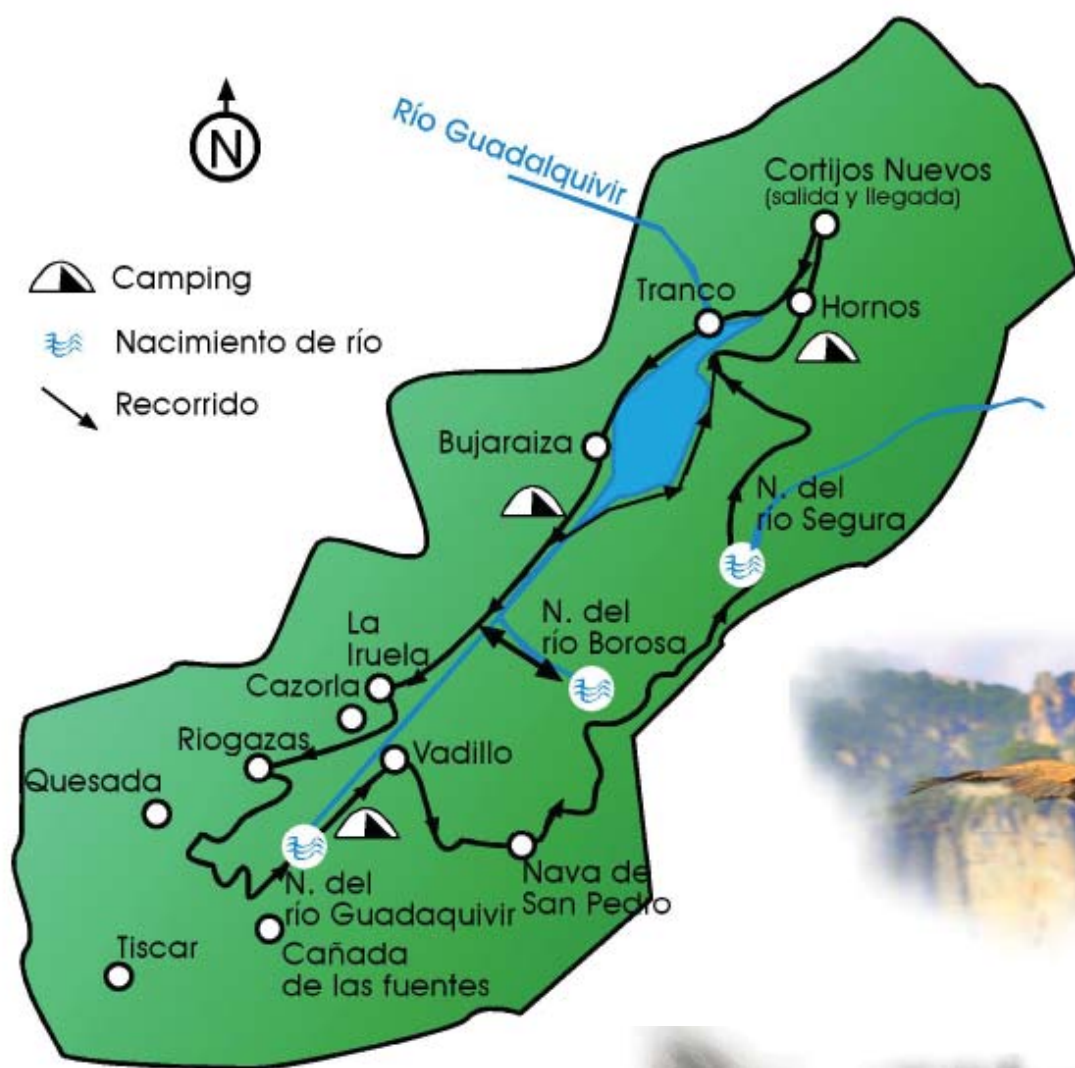 N
Río Guadalquivir
Cortijos Nuevos
(salida y llegada)
Camping
Nacimiento de río
Recorrido
Tranco
Hornos
Bujaraiza
N. del
río Segura
N. del
río Borosa
La
Iruela
Cazorla
Riogazas
Vadillo
Quesada
N. del
río Guadaquivir
Nava de
San Pedro
Tiscar
Cañada
de las fuentes